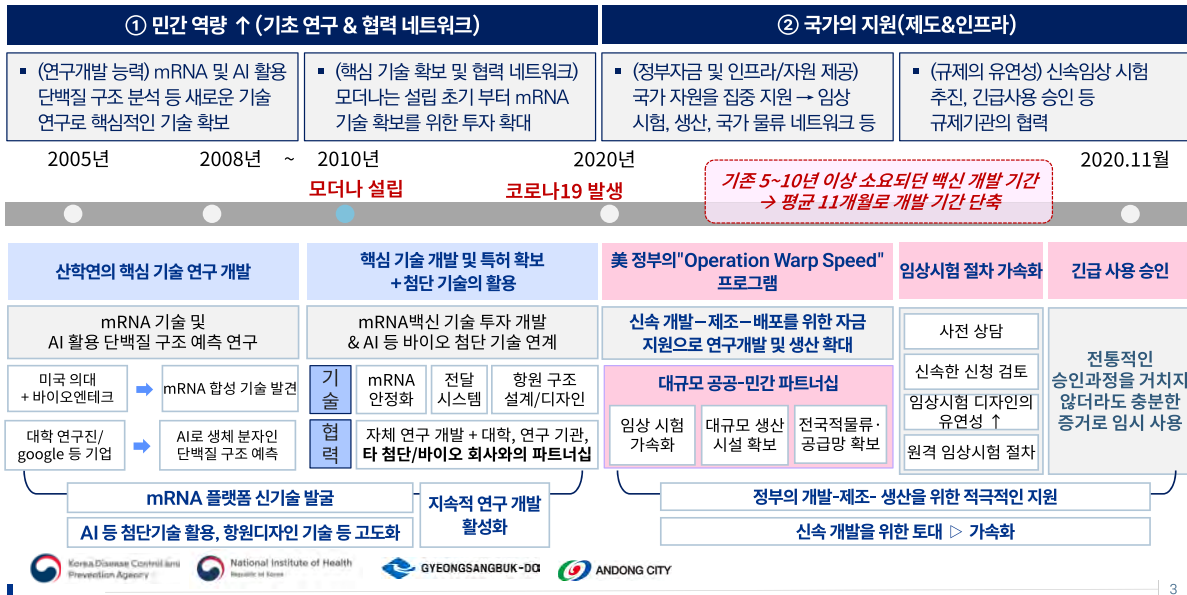 ① 민간 역량 ↑ (기초 연구 & 협력 네트워크)
② 국가의 지원(제도&인프라)
▪ (연구개발 능력) mRNA 및 AI 활용
단백질 구조 분석 등 새로운 기술
연구로 핵심적인 기술 확보
▪ (핵심 기술 확보 및 협력 네트워크)
모더나는 설립 초기 부터 mRNA
기술 확보를 위한 투자 확대
▪ (정부자금 및 인프라/자원 제공)
국가 자원을 집중 지원 → 임상
시험, 생산, 국가 물류 네트워크 등
▪ (규제의 유연성) 신속임상 시험
추진, 긴급사용 승인 등
규제기관의 협력
2005년
2008년 ~
2010년
2020년
2020.11월
모더나 설립
코로나19 발생
기존 5~10년 이상 소요되던 백신 개발 기간
→ 평균 11개월로 개발 기간 단축
산학연의 핵심 기술 연구 개발
핵심 기술 개발 및 특허 확보
+첨단 기술의 활용
美 정부의"Operation Warp Speed"
프로그램
임상시험 절차 가속화
긴급 사용 승인
mRNA 기술 및
AI 활용 단백질 구조 예측 연구
mRNA백신 기술 투자 개발
& AI 등 바이오 첨단 기술 연계
신속 개발–제조–배포를 위한 자금
지원으로 연구개발 및 생산 확대
사전 상담
신속한 신청 검토
임상시험 디자인의
유연성 ↑
원격 임상시험 절차
전통적인
승인과정을 거치지
않더라도 충분한
증거로 임시 사용
미국 의대
+ 바이오엔테크
mRNA 합성 기술 발견
대학 연구진/
google 등 기업
AI로 생체 분자인
단백질 구조 예측
기
술
mRNA
안정화
전달
시스템
항원 구조
설계/디자인
협
력
자체 연구 개발 + 대학, 연구 기관,
타 첨단/바이오 회사와의 파트너십
대규모 공공-민간 파트너십
임상 시험
가속화
대규모 생산
시설 확보
전국적물류·
공급망 확보
mRNA 플랫폼 신기술 발굴
AI 등 첨단기술 활용, 항원디자인 기술 등 고도화
지속적 연구 개발
활성화
정부의 개발-제조- 생산을 위한 적극적인 지원
신속 개발을 위한 토대 ▷ 가속화
Korea Disease Control and
Prevention Agency
National Institute of Health
Republic of Korea
GYEONGSANGBUK-DO
ANDONG CITY
3